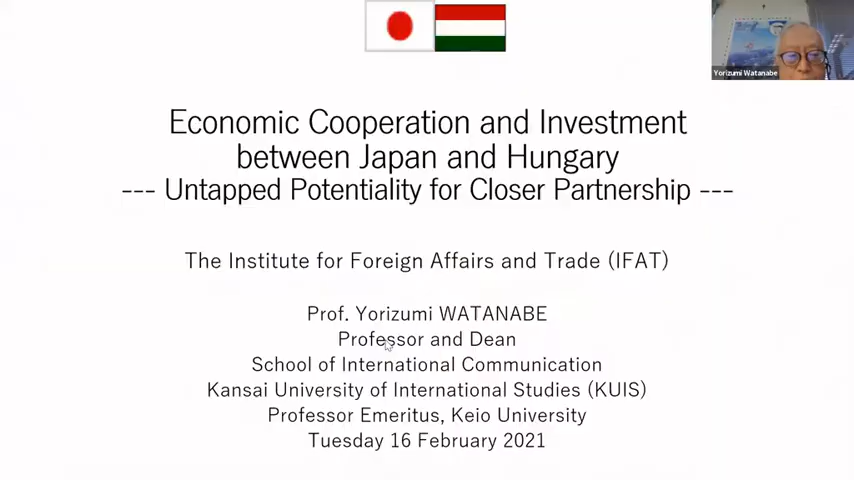 Yorizumi Watanabe
Economic Cooperation and Investment
between Japan and Hungary
--- Untapped Potentiality for Closer Partnership ---
The Institute for Foreign Affairs and Trade (IFAT)
Prof. Yorizumi WATANABE
Professor and Dean
School of International Communication
Kansai University of International Studies (KUIS)
Professor Emeritus, Keio University
Tuesday 16 February 2021